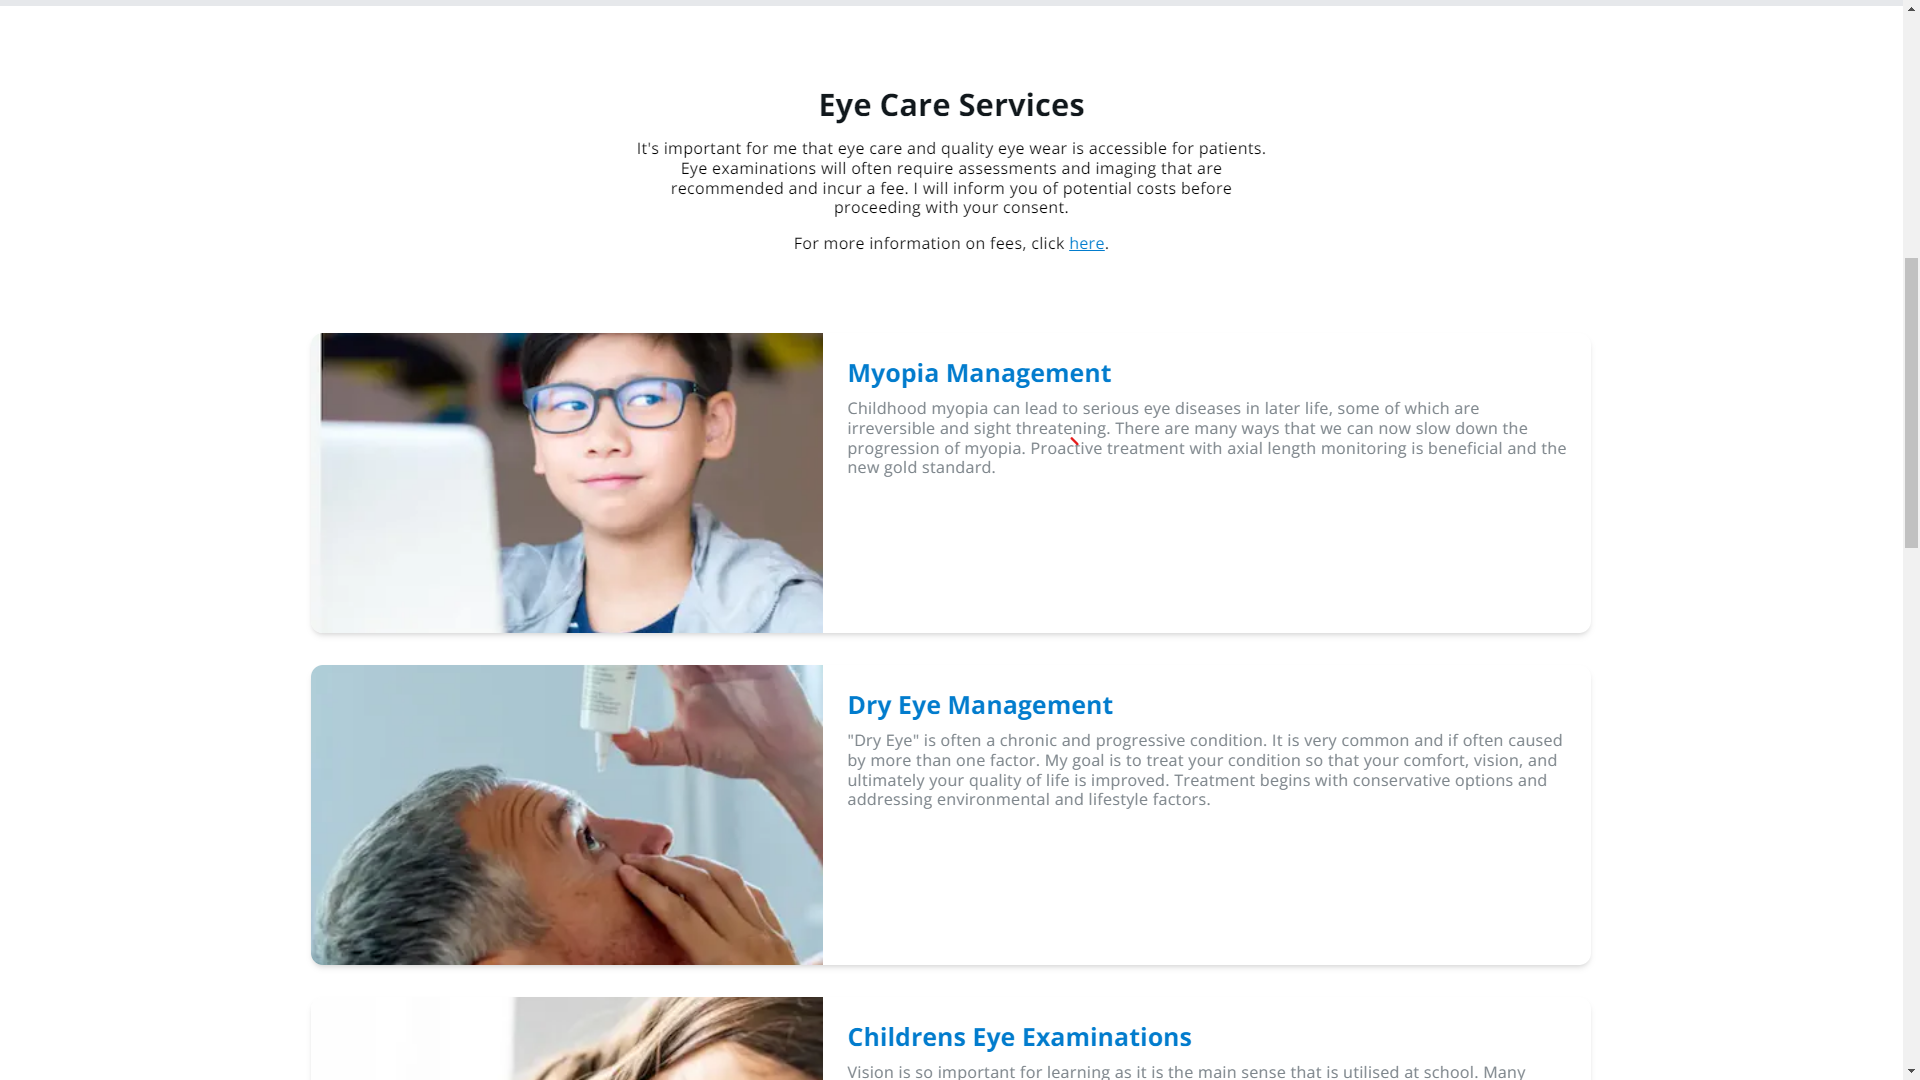 Eye Care Services
It's important for me that eye care and quality eye wear is accessible for patients.
Eye examinations will often require assessments and imaging that are
recommended and incur a fee. I will inform you of potential costs before
proceeding with your consent.
For more information on fees, click here.
Myopia Management
Childhood myopia can lead to serious eye diseases in later life, some of which are
irreversible and sight threatening. There are many ways that we can now slow down the
progression of myopia. Proactive treatment with axial length monitoring is beneficial and the
new gold standard.
Dry Eye Management
"Dry Eye" is often a chronic and progressive condition. It is very common and if often caused
by more than one factor. My goal is to treat your condition so that your comfort, vision, and
ultimately your quality of life is improved. Treatment begins with conservative options and
addressing environmental and lifestyle factors.
Childrens Eye Examinations
Vision is so important for learning as it is the main sense that is utilised at school. Many